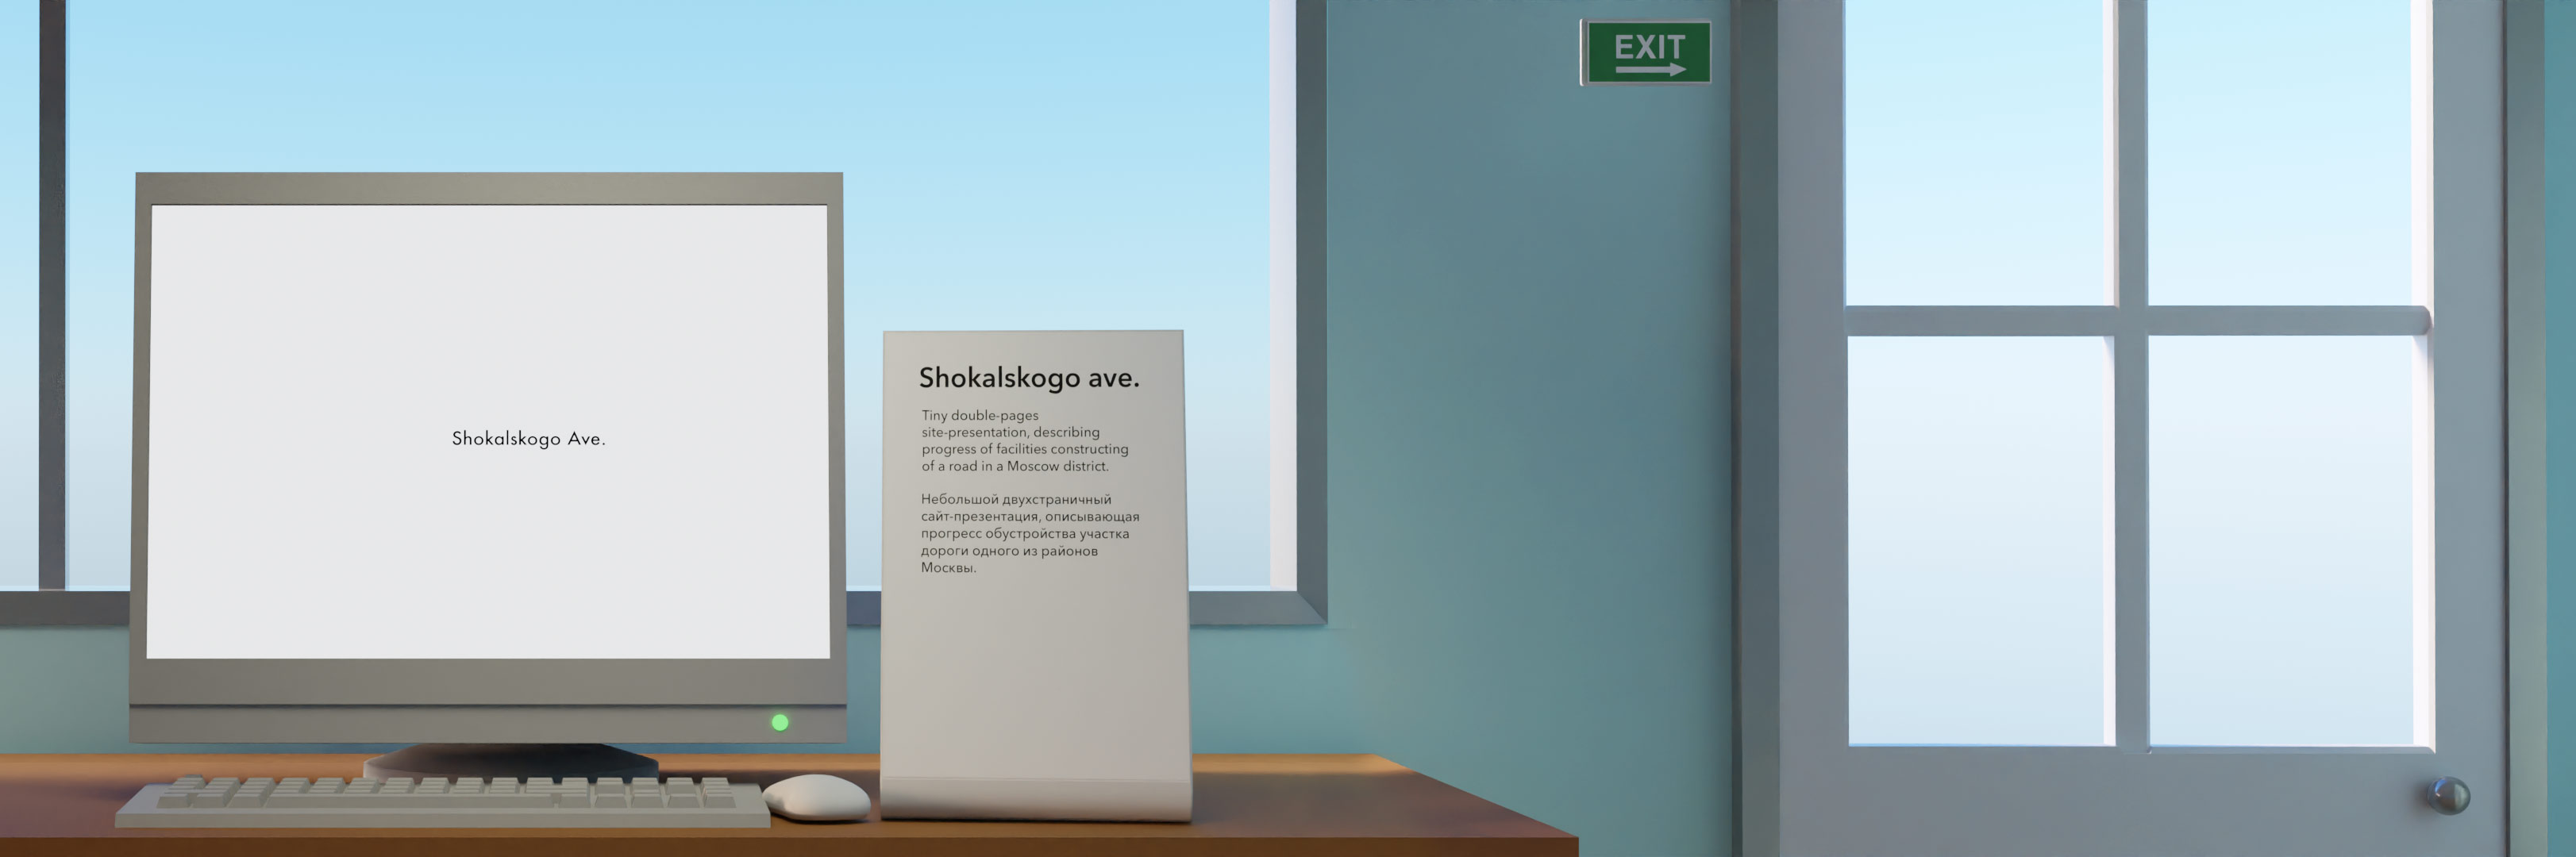 EXIT
Shokalskogo Ave.
Shokalskogo ave.
Tiny double-pages
site-presentation, describing
progress of facilities constructing
of a road in a Moscow district.
Небольшой двухстраничный
сайт-презентация, описывающая
прогресс обустройства участка
дороги одного из районов
Москвы.